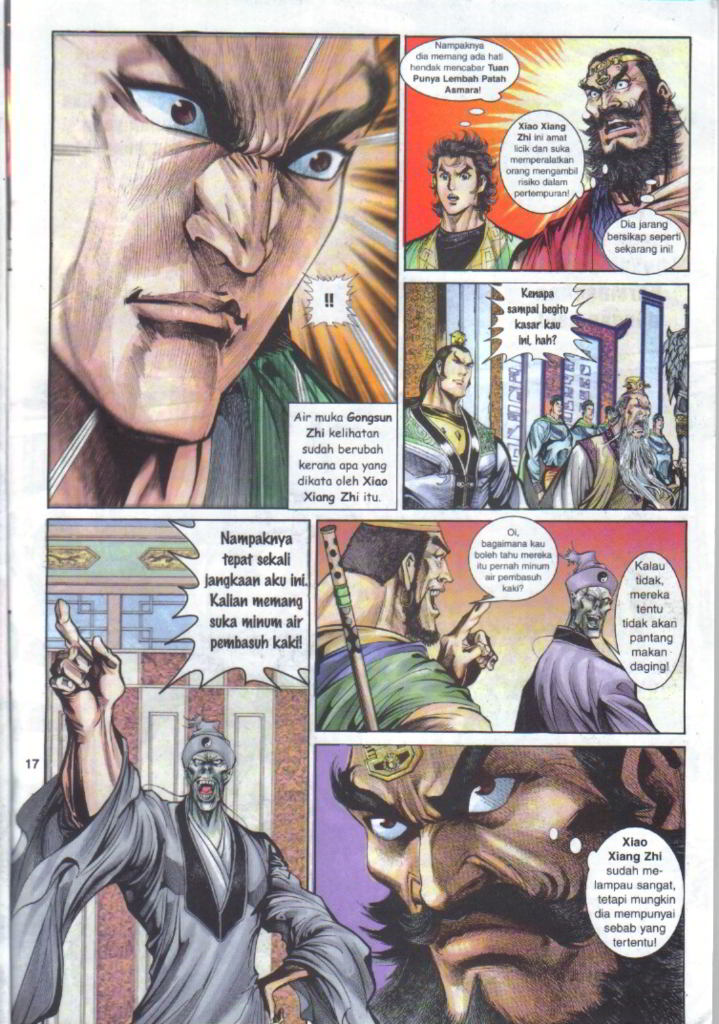 !!
Air muka Gongsun
Zhi kelihatan
sudah berubah
kerana apa yang
dikata oleh Xiao
Xiang Zhi itu.
Nampaknya
dia memang ada hati
hendak mencabar Tuan
Punya Lembah Patah
Asmara!
Xiao Xiang
Zhi ini amat
licik dan suka
memperalatkan
orang mengambil
risiko dalam
pertempuran!
Dia jarang
bersikap seperti
sekarang ini!
Kenapa
sampai begitu
kasar kau
ini, hah?
Nampaknya
tepat sekali
jangkaan aku ini.
Kalian memang
suka minum air
pembasuh kaki!
Oi,
bagaimana kau
boleh tahu mereka
itu pernah minum
air pembasuh
kaki?
Kalau
tidak,
mereka
tentu
tidak akan
pantang
makan
daging!
Xiao
Xiang Zhi
sudah me-
lampau sangat,
tetapi mungkin
dia mempunyai
sebab yang
tertentu!
17